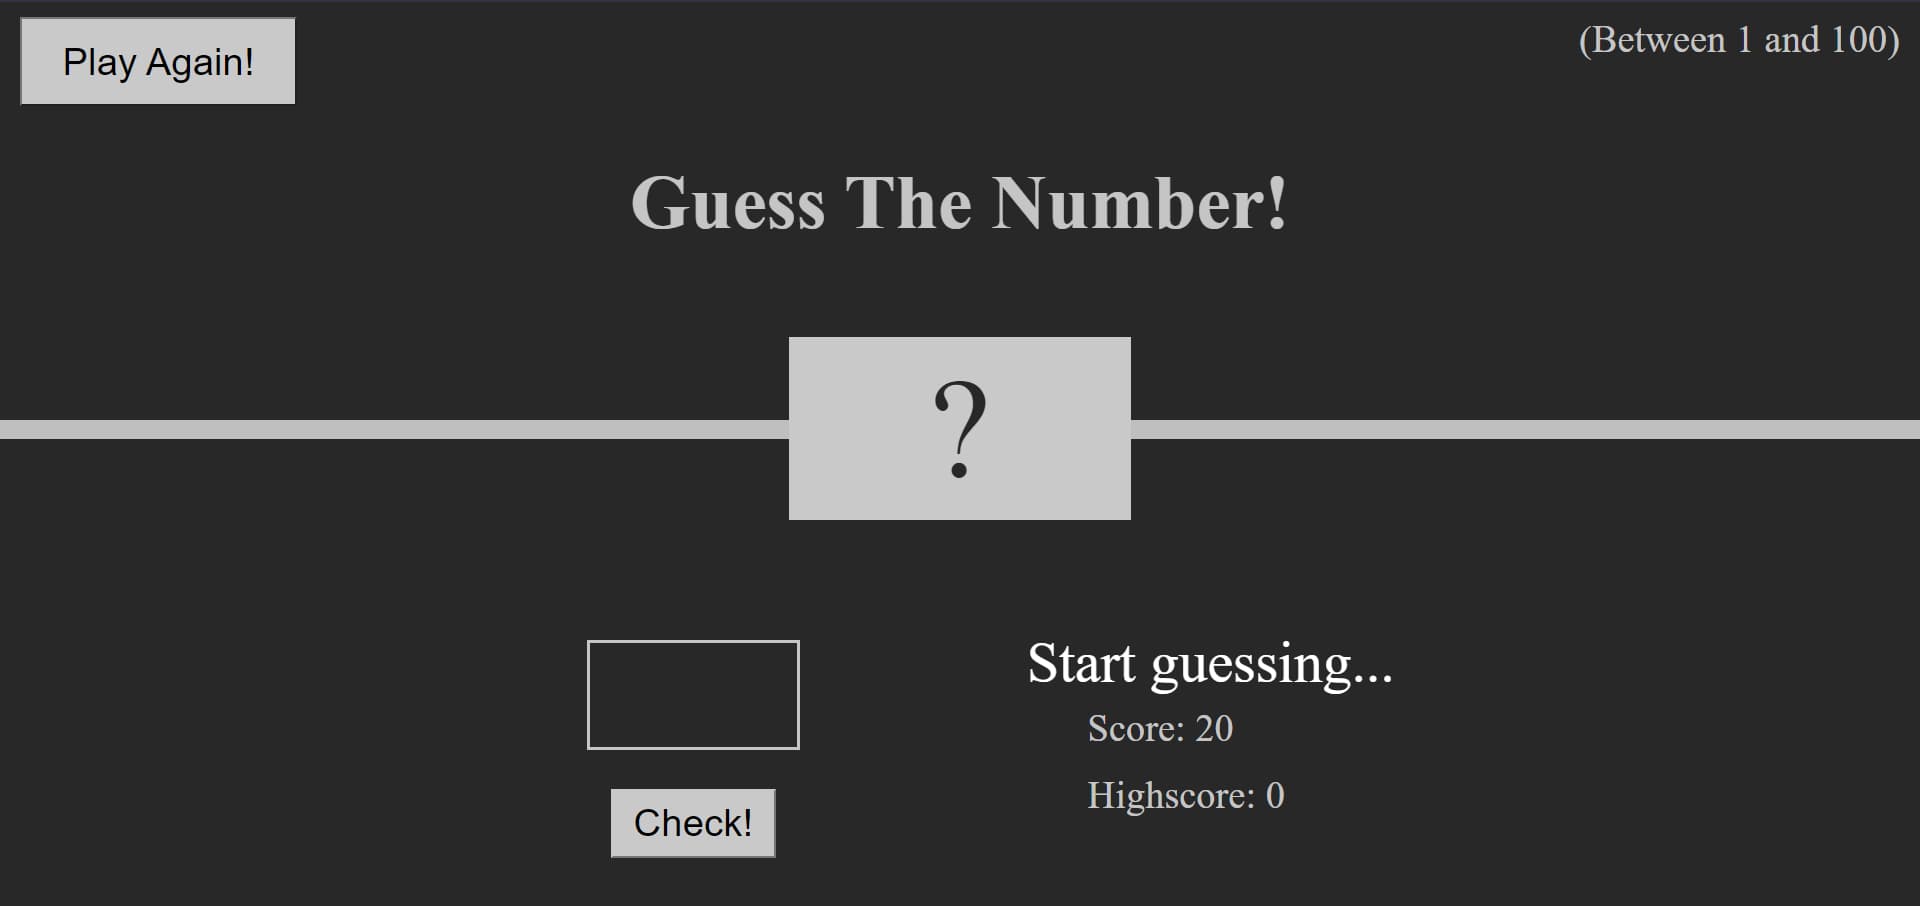 Play Again!
(Between 1 and 100)
Guess The Number!
?
Start guessing...
Score: 20
Highscore: 0
Check!